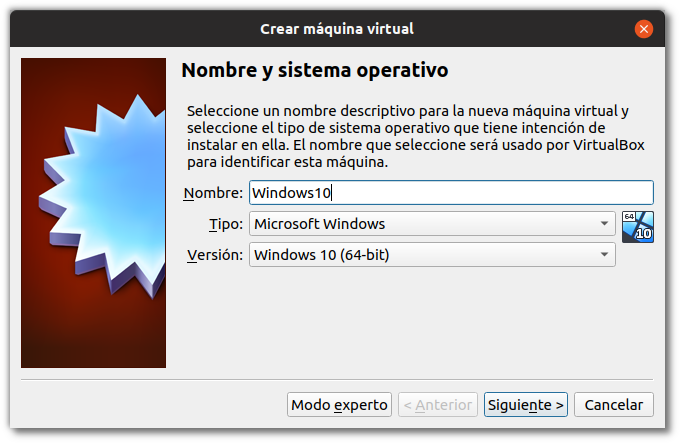 Crear máquina virtual
Nombre y sistema operativo
Seleccione un nombre descriptivo para la nueva máquina virtual y
seleccione el tipo de sistema operativo que tiene intención de
instalar en ella. El nombre que seleccione será usado por VirtualBox
para identificar esta máquina.
Nombre: Windows10
Tipo: Microsoft Windows
64
10
Versión: Windows 10 (64-bit)
Modo experto < Anterior Siguiente > Cancelar